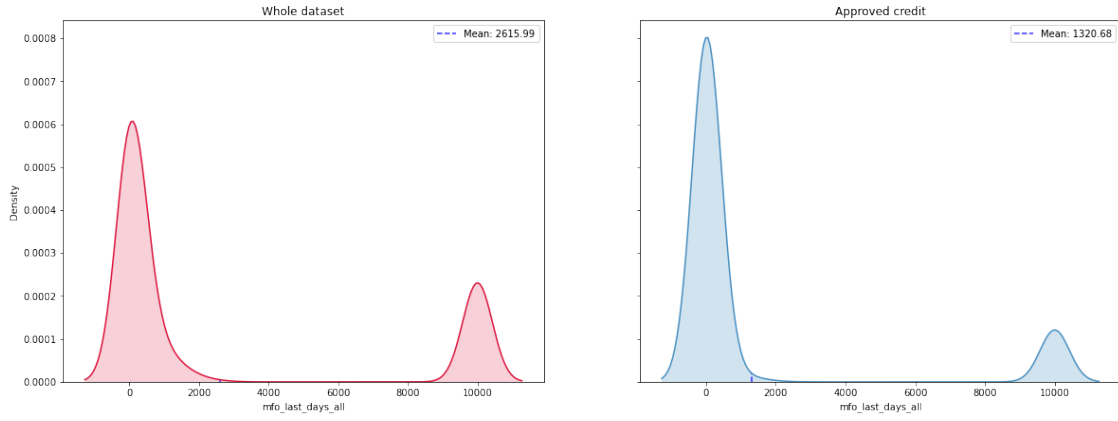 Whole dataset
Mean: 2615.99
0.0008
0.0007
0.0006
0.0005
0.0004
0.0003
0.0002
0.0001
0.0000
Density
0 2000 4000 6000 8000 10000
mfo_last_days_all
Approved credit
Mean: 1320.68
0 2000 4000 6000 8000 10000
mfo_last_days_all